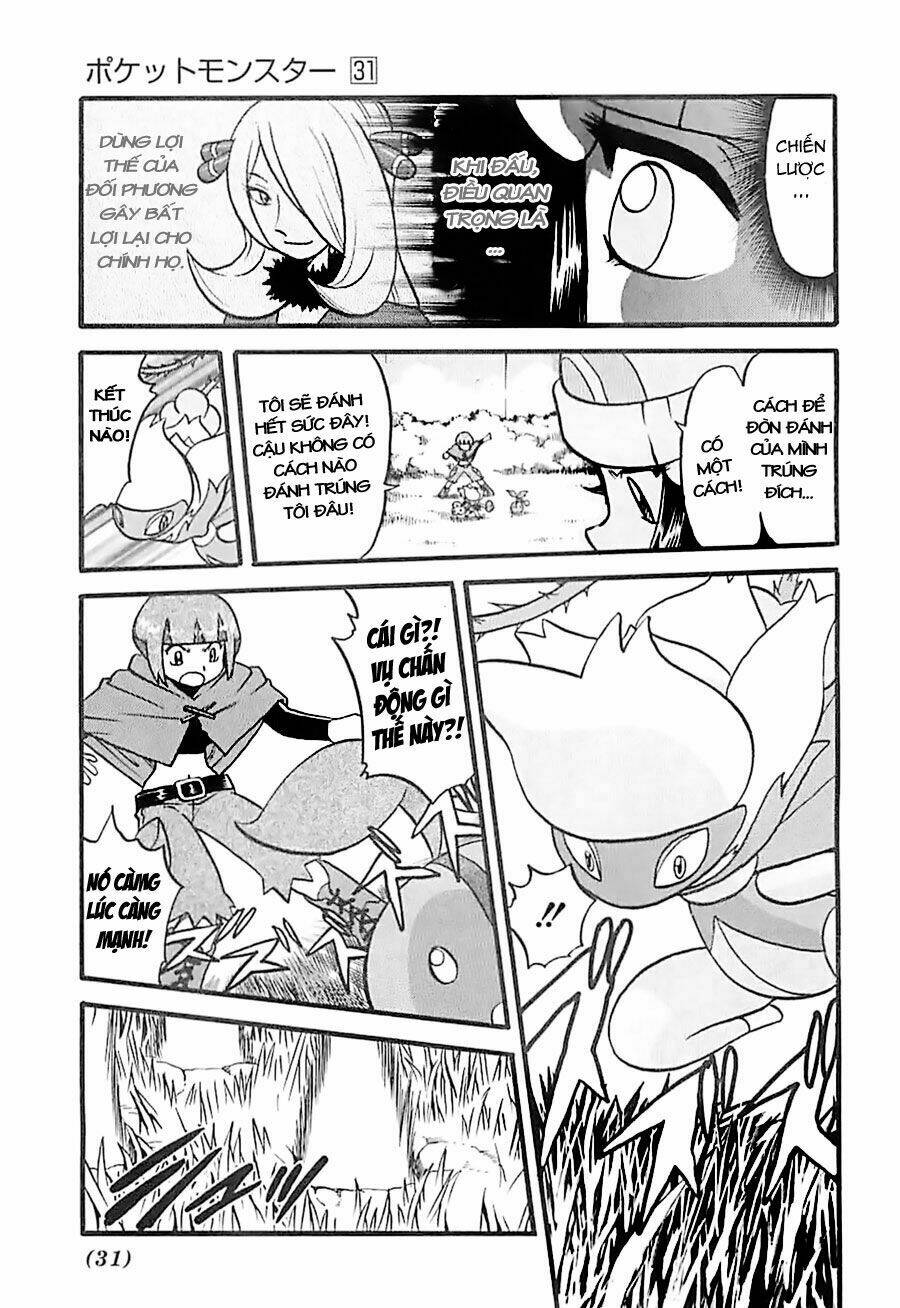 ポケットモンスター 31
CHIẾN
LƯỢC
...
KHI ĐẤU,
ĐIỀU QUAN
TRỌNG LÀ
...
DÙNG LỢI
THẾ CỦA
ĐỐI PHƯƠNG
GÂY BẤT
LỢI LẠI CHO
CHÍNH HỌ.
CÁCH ĐỂ
ĐÒN ĐÁNH
CỦA MÌNH
TRÚNG
ĐÍCH...
CÓ
MỘT
CÁCH!
TÔI SẼ ĐÁNH
HẾT SỨC ĐÂY!
CẬU KHÔNG CÓ
CÁCH NÀO
ĐÁNH TRÚNG
TÔI ĐÂU!
KẾT
THÚC
NÀO!
!!
CÁI GÌ?!
VỤ CHẤN
ĐỘNG GÌ
THẾ NÀY?!
NÓ CÀMG
LÚC CÀNG
MẠNH!
(31)